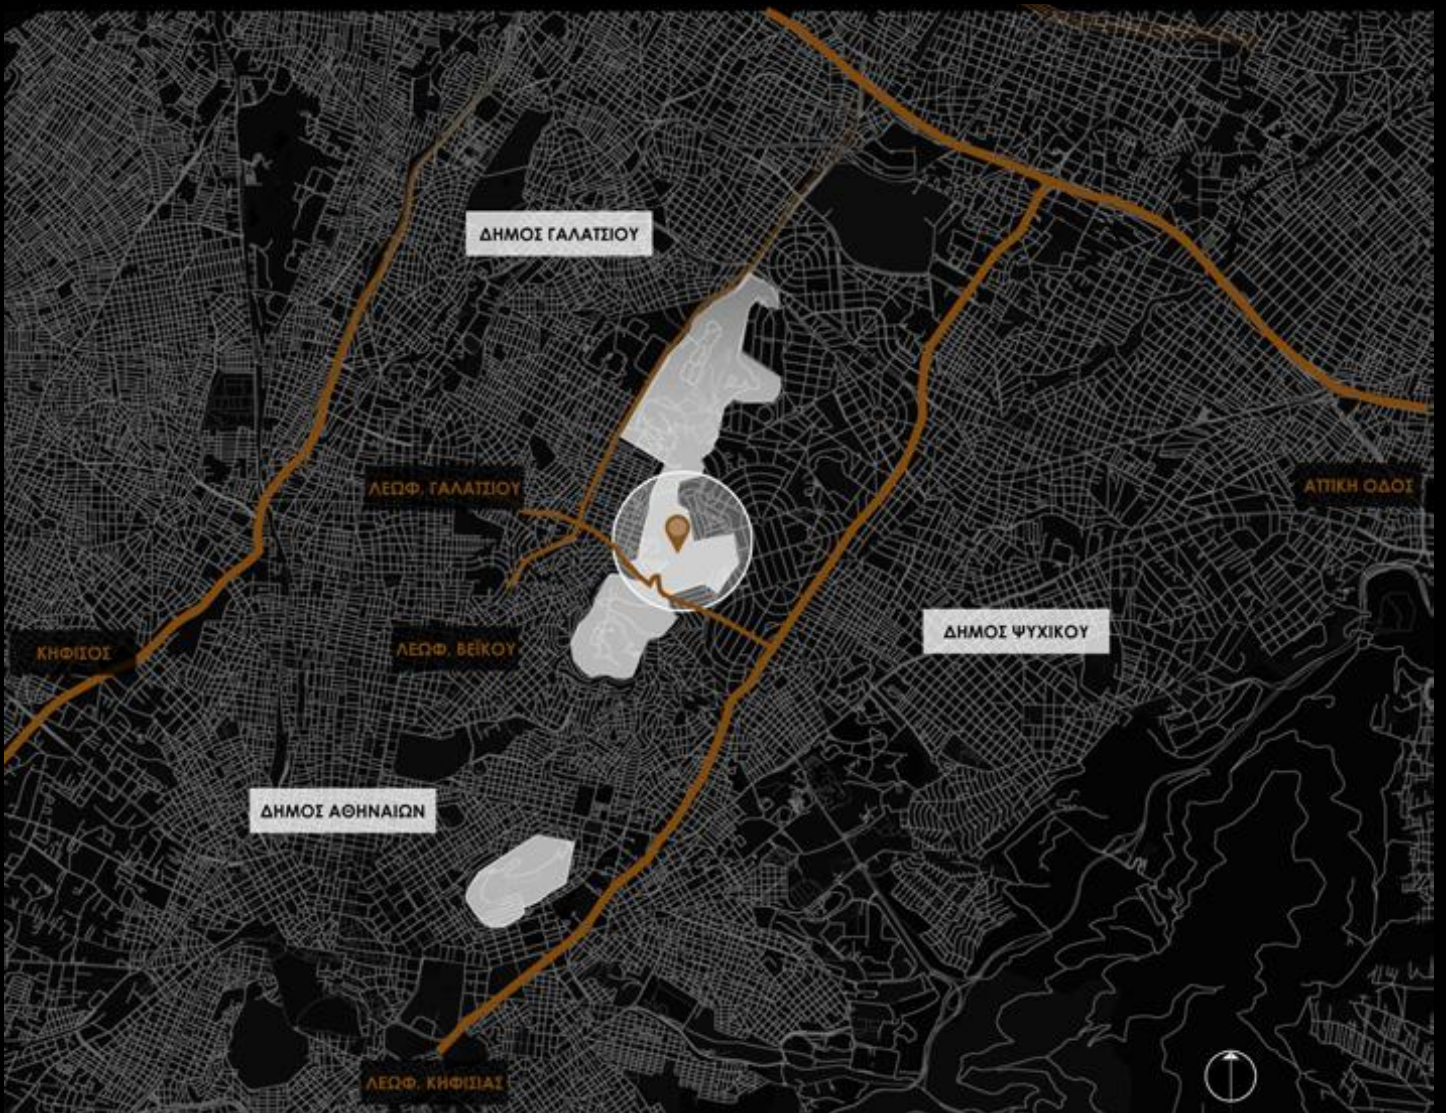 ΔΗΜΟΣ ΓΑΛΑΤΣΙΟΥ
ΛΕΩΦ. ΓΑΛΑΤΣΙΟΥ
ΑΤΤΙΚΗ ΟΔΟΣ
ΔΗΜΟΣ ΨΥΧΙΚΟΥ
ΚΗΦΙΣΟΣ
ΛΕΩΦ. ΒΕΪΚΟΥ
ΔΗΜΟΣ ΑΘΗΝΑΙΩΝ
ΛΕΩΦ. ΚΗΦΙΣΙΑΣ